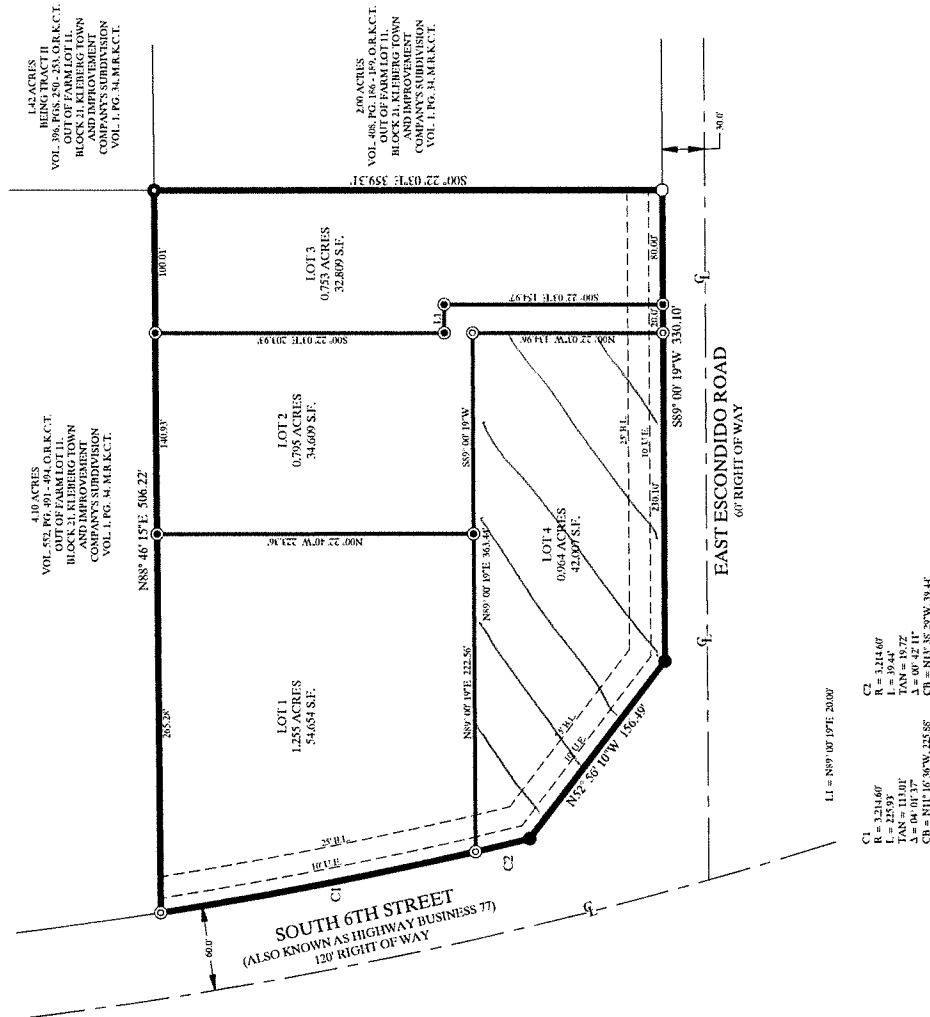 1.42 ACRES
BEING TRACT II
VOL. 396, PGS. 250 - 253, O.R.K.C.T.
OUT OF FARM LOT 11,
BLOCK 21, KLEBERG TOWN
AND IMPROVEMENT
COMPANY'S SUBDIVISION
VOL. 1, PG. 34, M.R.K.C.T.
2.00 ACRES
VOL. 408, PG. 186 - 189, O.R.K.C.T.
OUT OF FARM LOT 11,
BLOCK 21, KLEBERG TOWN
AND IMPROVEMENT
COMPANY'S SUBDIVISION
VOL. 1, PG. 34, M.R.K.C.T.
4.10 ACRES
VOL. 552, PG. 491 - 494, O.R.K.C.T.
OUT OF FARM LOT 11,
BLOCK 21, KLEBERG TOWN
AND IMPROVEMENT
COMPANY'S SUBDIVISION
VOL. 1, PG. 34, M.R.K.C.T.
N88° 46' 15"E 506.22'
265.28'
140.93'
100.01'
S00° 22' 03"E 359.31'
LOT 3
0.753 ACRES
32,809 S.F.
S00° 22' 03"E 203.93'
L1
S00° 22' 03"E 154.97'
80.00'
20.0'
30.0'
LOT 2
0.795 ACRES
34,609 S.F.
N00° 22' 40"W 223.36'
S89° 00' 19"W
N00° 22' 03"W 134.96'
LOT 1
1.255 ACRES
54,654 S.F.
N89° 00' 19"E 222.56'
N89° 00' 19"E 363.44'
LOT 4
0.964 ACRES
42,007 S.F.
25' B.L.
10' U.E.
230.10'
S89° 00' 19"W 330.10'
25' B.L.
10' U.E.
N52° 56' 10"W 156.49'
25' B.L.
10' U.E.
C1
C2
60.0'
SOUTH 6TH STREET
(ALSO KNOWN AS HIGHWAY BUSINESS 77)
120' RIGHT OF WAY
CL
CL
CL
EAST ESCONDIDO ROAD
60' RIGHT OF WAY
L1 = N89° 00' 19"E 20.00'
C1
R = 3,214.60'
L = 225.93'
TAN = 113.01'
Δ = 04° 01' 37"
CB = N11° 16' 36"W, 225.88'
C2
R = 3,214.60'
L = 39.44'
TAN = 19.72'
Δ = 00° 42' 11"
CB = N13° 38' 29"W, 39.44'